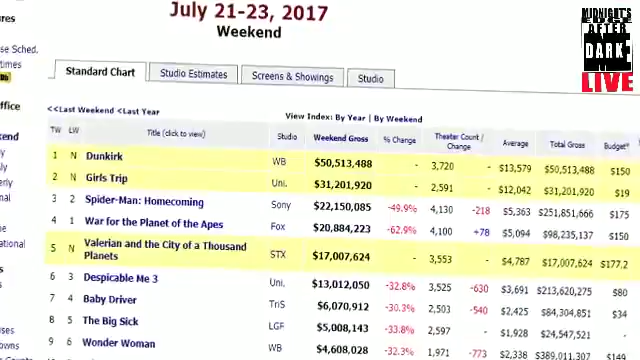 July 21-23, 2017
Weekend
MIDNIGHT'S
EDGE
AFTER
DARK
LIVE
Standard Chart
Studio Estimates
Screens & Showings
Studio
<<Last Weekend <Last Year
View Index: By Year | By Weekend
TW LW Title (click to view) Studio Weekend Gross % Change Theater Count / Change Average Total Gross Budget*
1 N Dunkirk WB $50,513,488 - 3,720 - $13,579 $50,513,488 $150
2 N Girls Trip Uni. $31,201,920 - 2,591 - $12,042 $31,201,920 $19
3 2 Spider-Man: Homecoming Sony $22,150,085 -49.9% 4,130 -218 $5,363 $251,851,666 $175
4 1 War for the Planet of the Apes Fox $20,884,223 -62.9% 4,100 +78 $5,094 $98,235,137 $150
5 N Valerian and the City of a Thousand Planets STX $17,007,624 - 3,553 - $4,787 $17,007,624 $177.2
6 3 Despicable Me 3 Uni. $13,012,050 -32.8% 3,525 -630 $3,691 $213,620,275 $80
7 4 Baby Driver TriS $6,070,912 -30.3% 2,503 -540 $2,425 $84,304,851 $34
8 5 The Big Sick LGF $5,008,143 -33.8% 2,597 - $1,928 $24,547,521 -
9 6 Wonder Woman WB $4,608,028 -32.3% 1,971 -773 $2,338 $389,011,307 $149